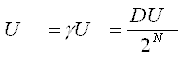 U = γU = DU / 2^N